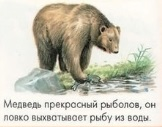 Медведь прекрасный рыболов, он
ловко выхватывает рыбу из воды.